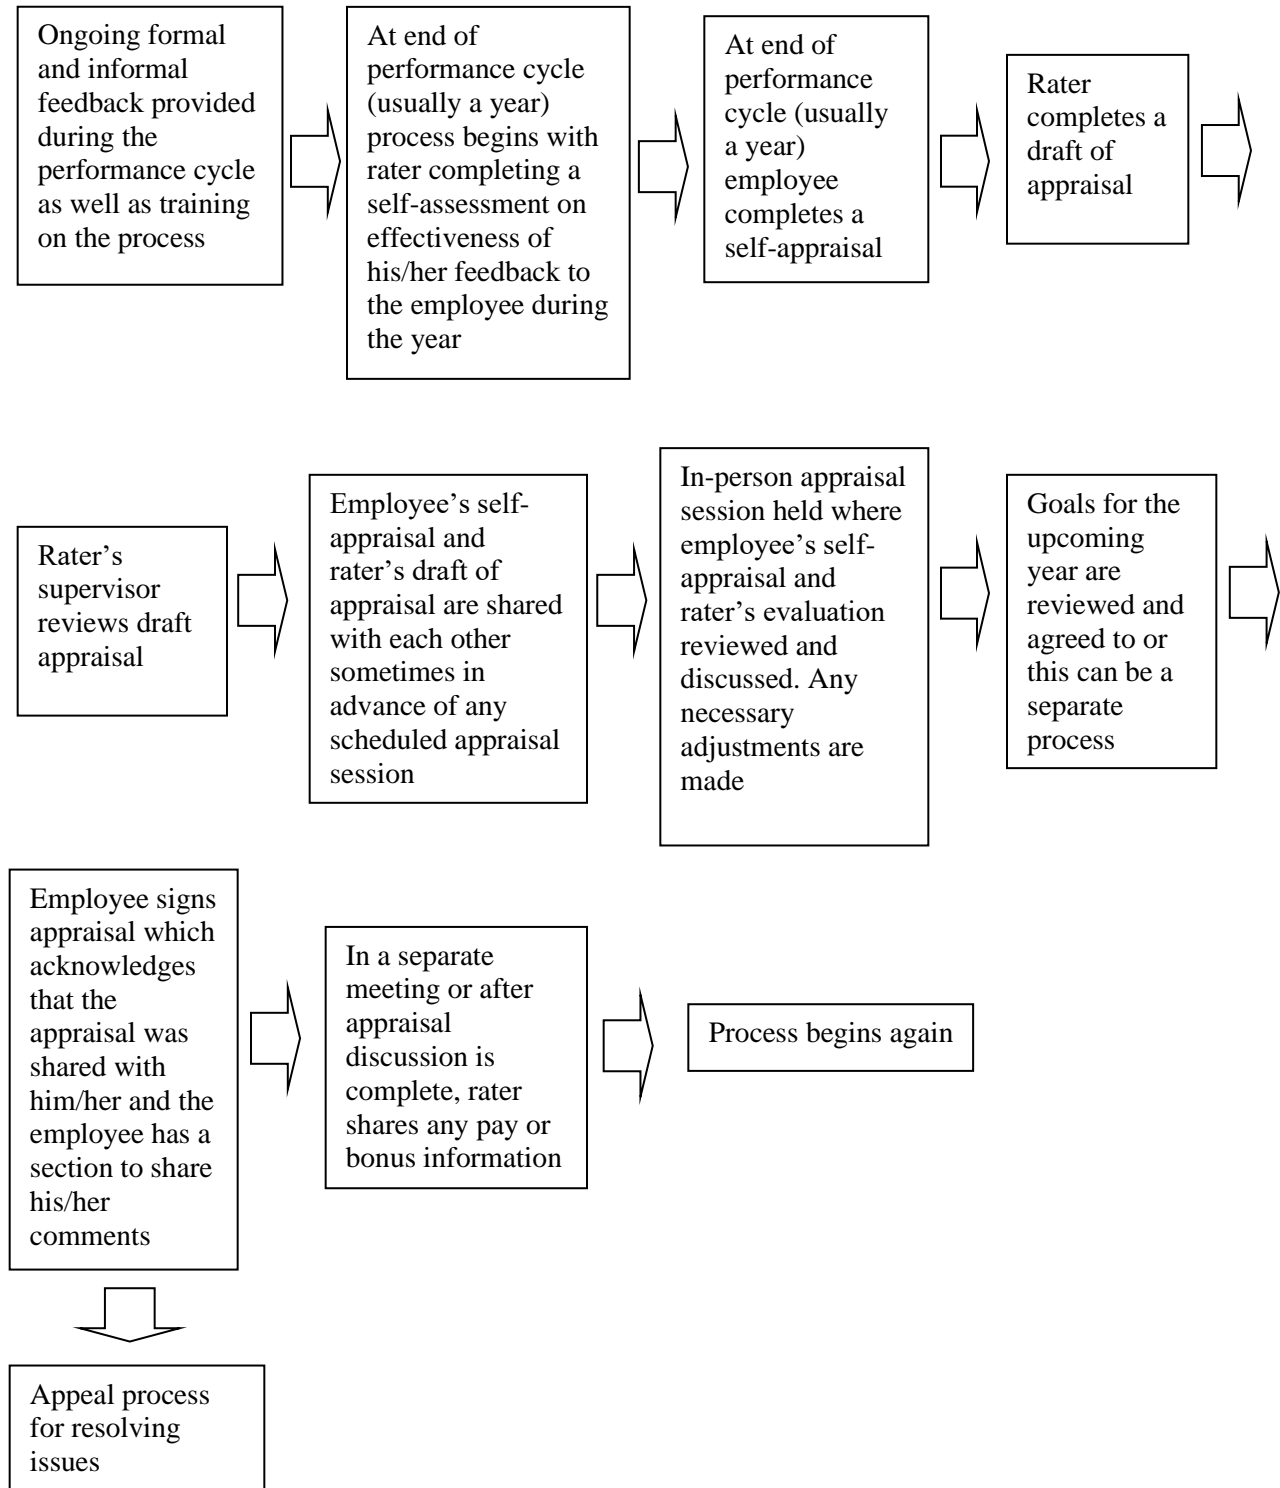 Ongoing formal
and informal
feedback provided
during the
performance cycle
as well as training
on the process
At end of
performance cycle
(usually a year)
process begins with
rater completing a
self-assessment on
effectiveness of
his/her feedback to
the employee during
the year
At end of
performance
cycle (usually
a year)
employee
completes a
self-appraisal
Rater
completes a
draft of
appraisal
Rater’s
supervisor
reviews draft
appraisal
Employee’s self-
appraisal and
rater’s draft of
appraisal are shared
with each other
sometimes in
advance of any
scheduled appraisal
session
In-person appraisal
session held where
employee’s self-
appraisal and
rater’s evaluation
reviewed and
discussed. Any
necessary
adjustments are
made
Goals for the
upcoming
year are
reviewed and
agreed to or
this can be a
separate
process
Employee signs
appraisal which
acknowledges
that the
appraisal was
shared with
him/her and the
employee has a
section to share
his/her
comments
In a separate
meeting or after
appraisal
discussion is
complete, rater
shares any pay or
bonus information
Process begins again
Appeal process
for resolving
issues